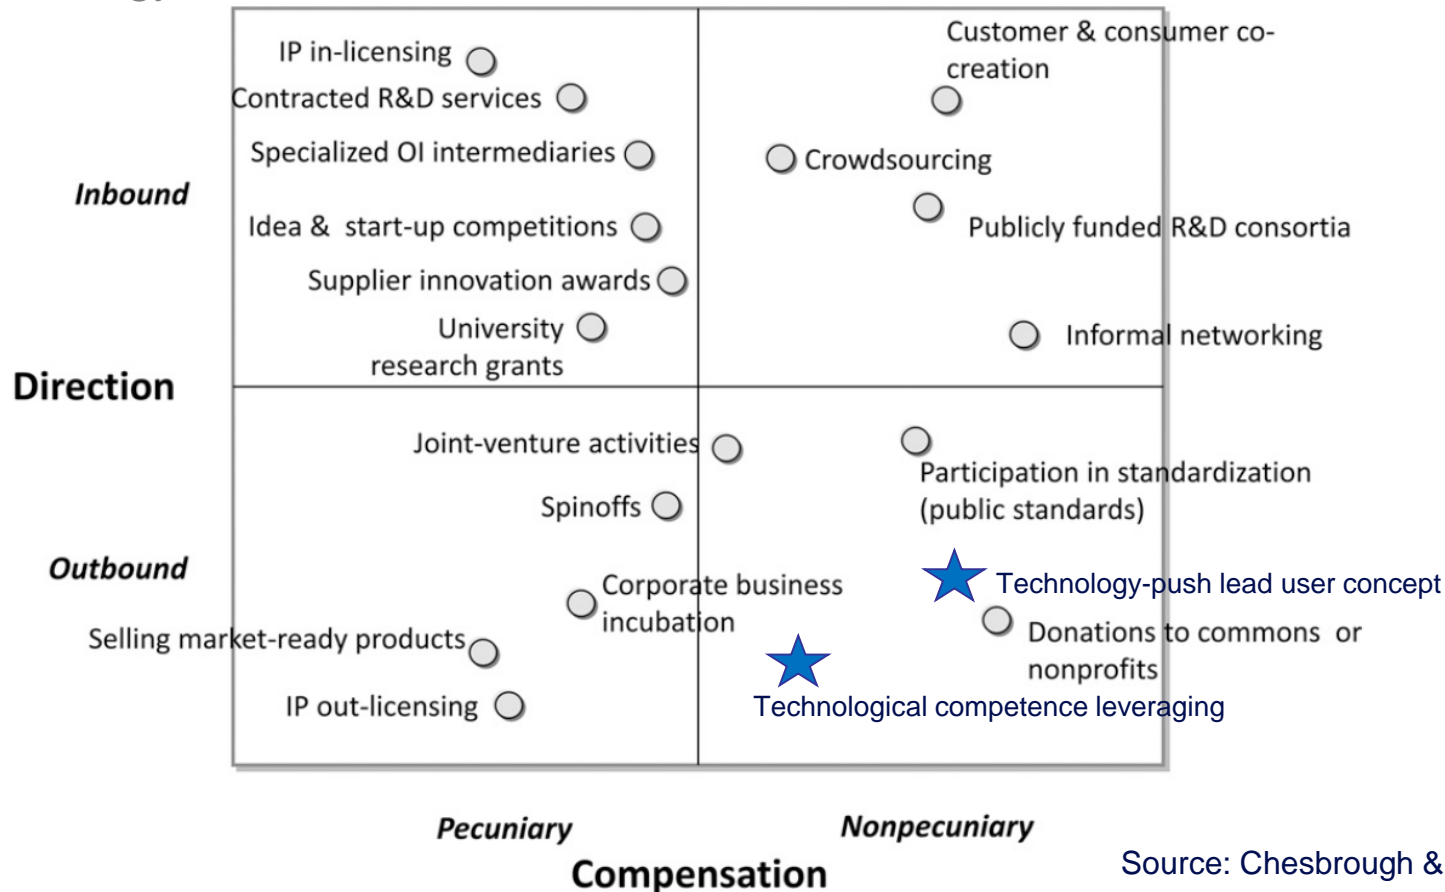 IP in-licensing
Contracted R&D services
Specialized OI intermediaries
Inbound
Idea &  start-up competitions
Supplier innovation awards
University
research grants
Customer & consumer co-
creation
Crowdsourcing
Publicly funded R&D consortia
Informal networking
Direction
Joint-venture activities
Spinoffs
Outbound
Corporate business
incubation
Selling market-ready products
IP out-licensing
Participation in standardization
(public standards)
Technology-push lead user concept
Donations to commons  or
nonprofits
Technological competence leveraging
Pecuniary
Nonpecuniary
Compensation
Source: Chesbrough &